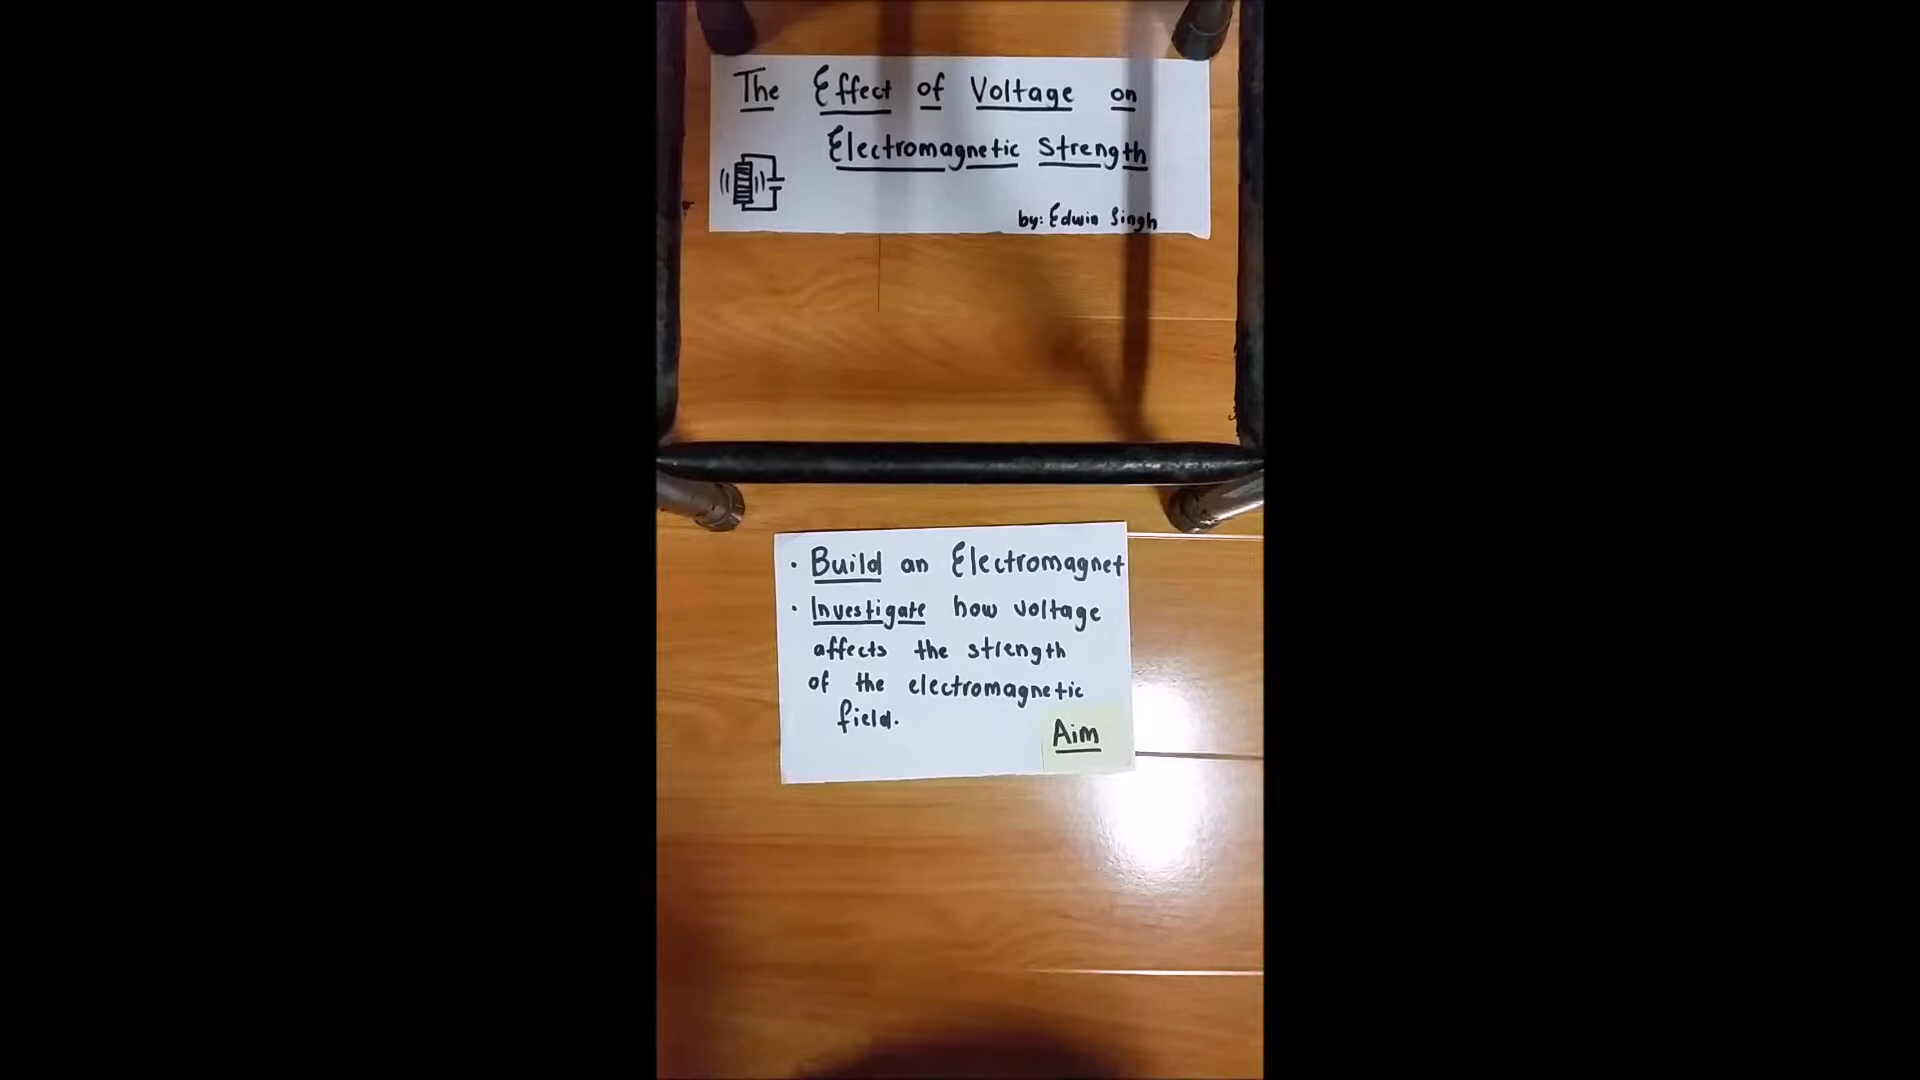 The Effect of Voltage on
Electromagnetic Strength
by: Edwin Singh
• Build an Electromagnet
• Investigate how voltage
affects the strength
of the electromagnetic
field.
Aim